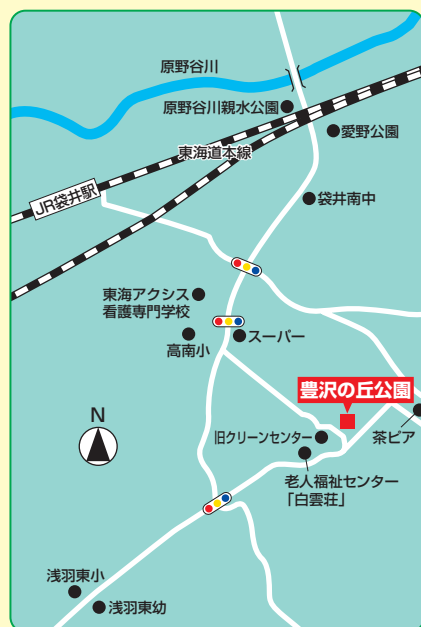 原野谷川
原野谷川親水公園
愛野公園
東海道本線
JR袋井駅
袋井南中
東海アクシス
看護専門学校
高南小
スーパー
豊沢の丘公園
旧クリーンセンター
茶ピア
N
老人福祉センター
「白雲荘」
浅羽東小
浅羽東幼